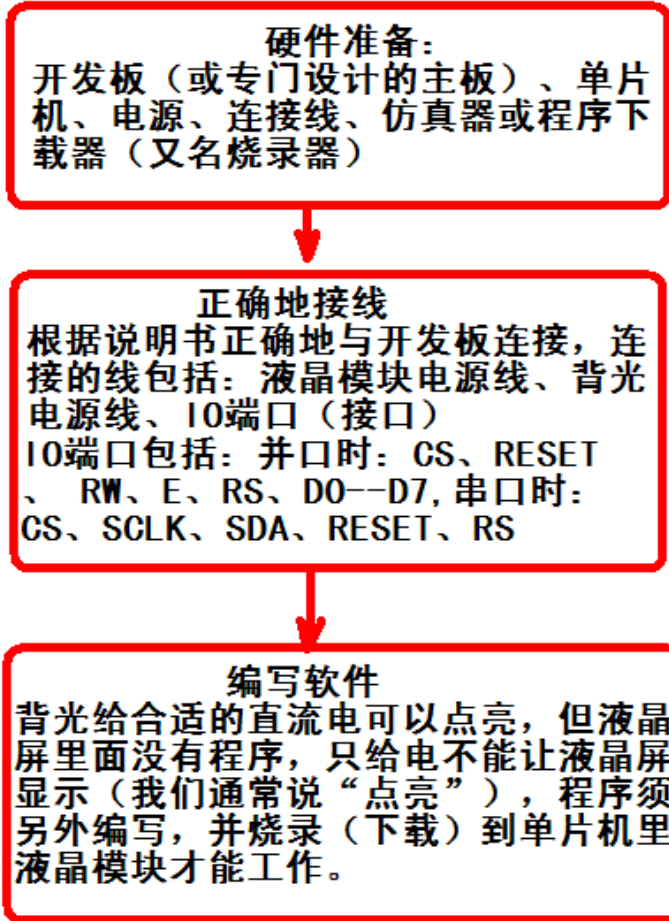 硬件准备：
开发板（或专门设计的主板）、单片
机、电源、连接线、仿真器或程序下
载器（又名烧录器）
正确地接线
根据说明书正确地与开发板连接，连
接的线包括：液晶模块电源线、背光
电源线、IO端口（接口）
IO端口包括：并口时：CS、RESET
、 RW、E、RS、D0--D7,串口时：
CS、SCLK、SDA、RESET、RS
编写软件
背光给合适的直流电可以点亮，但液晶
屏里面没有程序，只给电不能让液晶屏
显示（我们通常说“点亮”），程序须
另外编写，并烧录（下载）到单片机里
液晶模块才能工作。